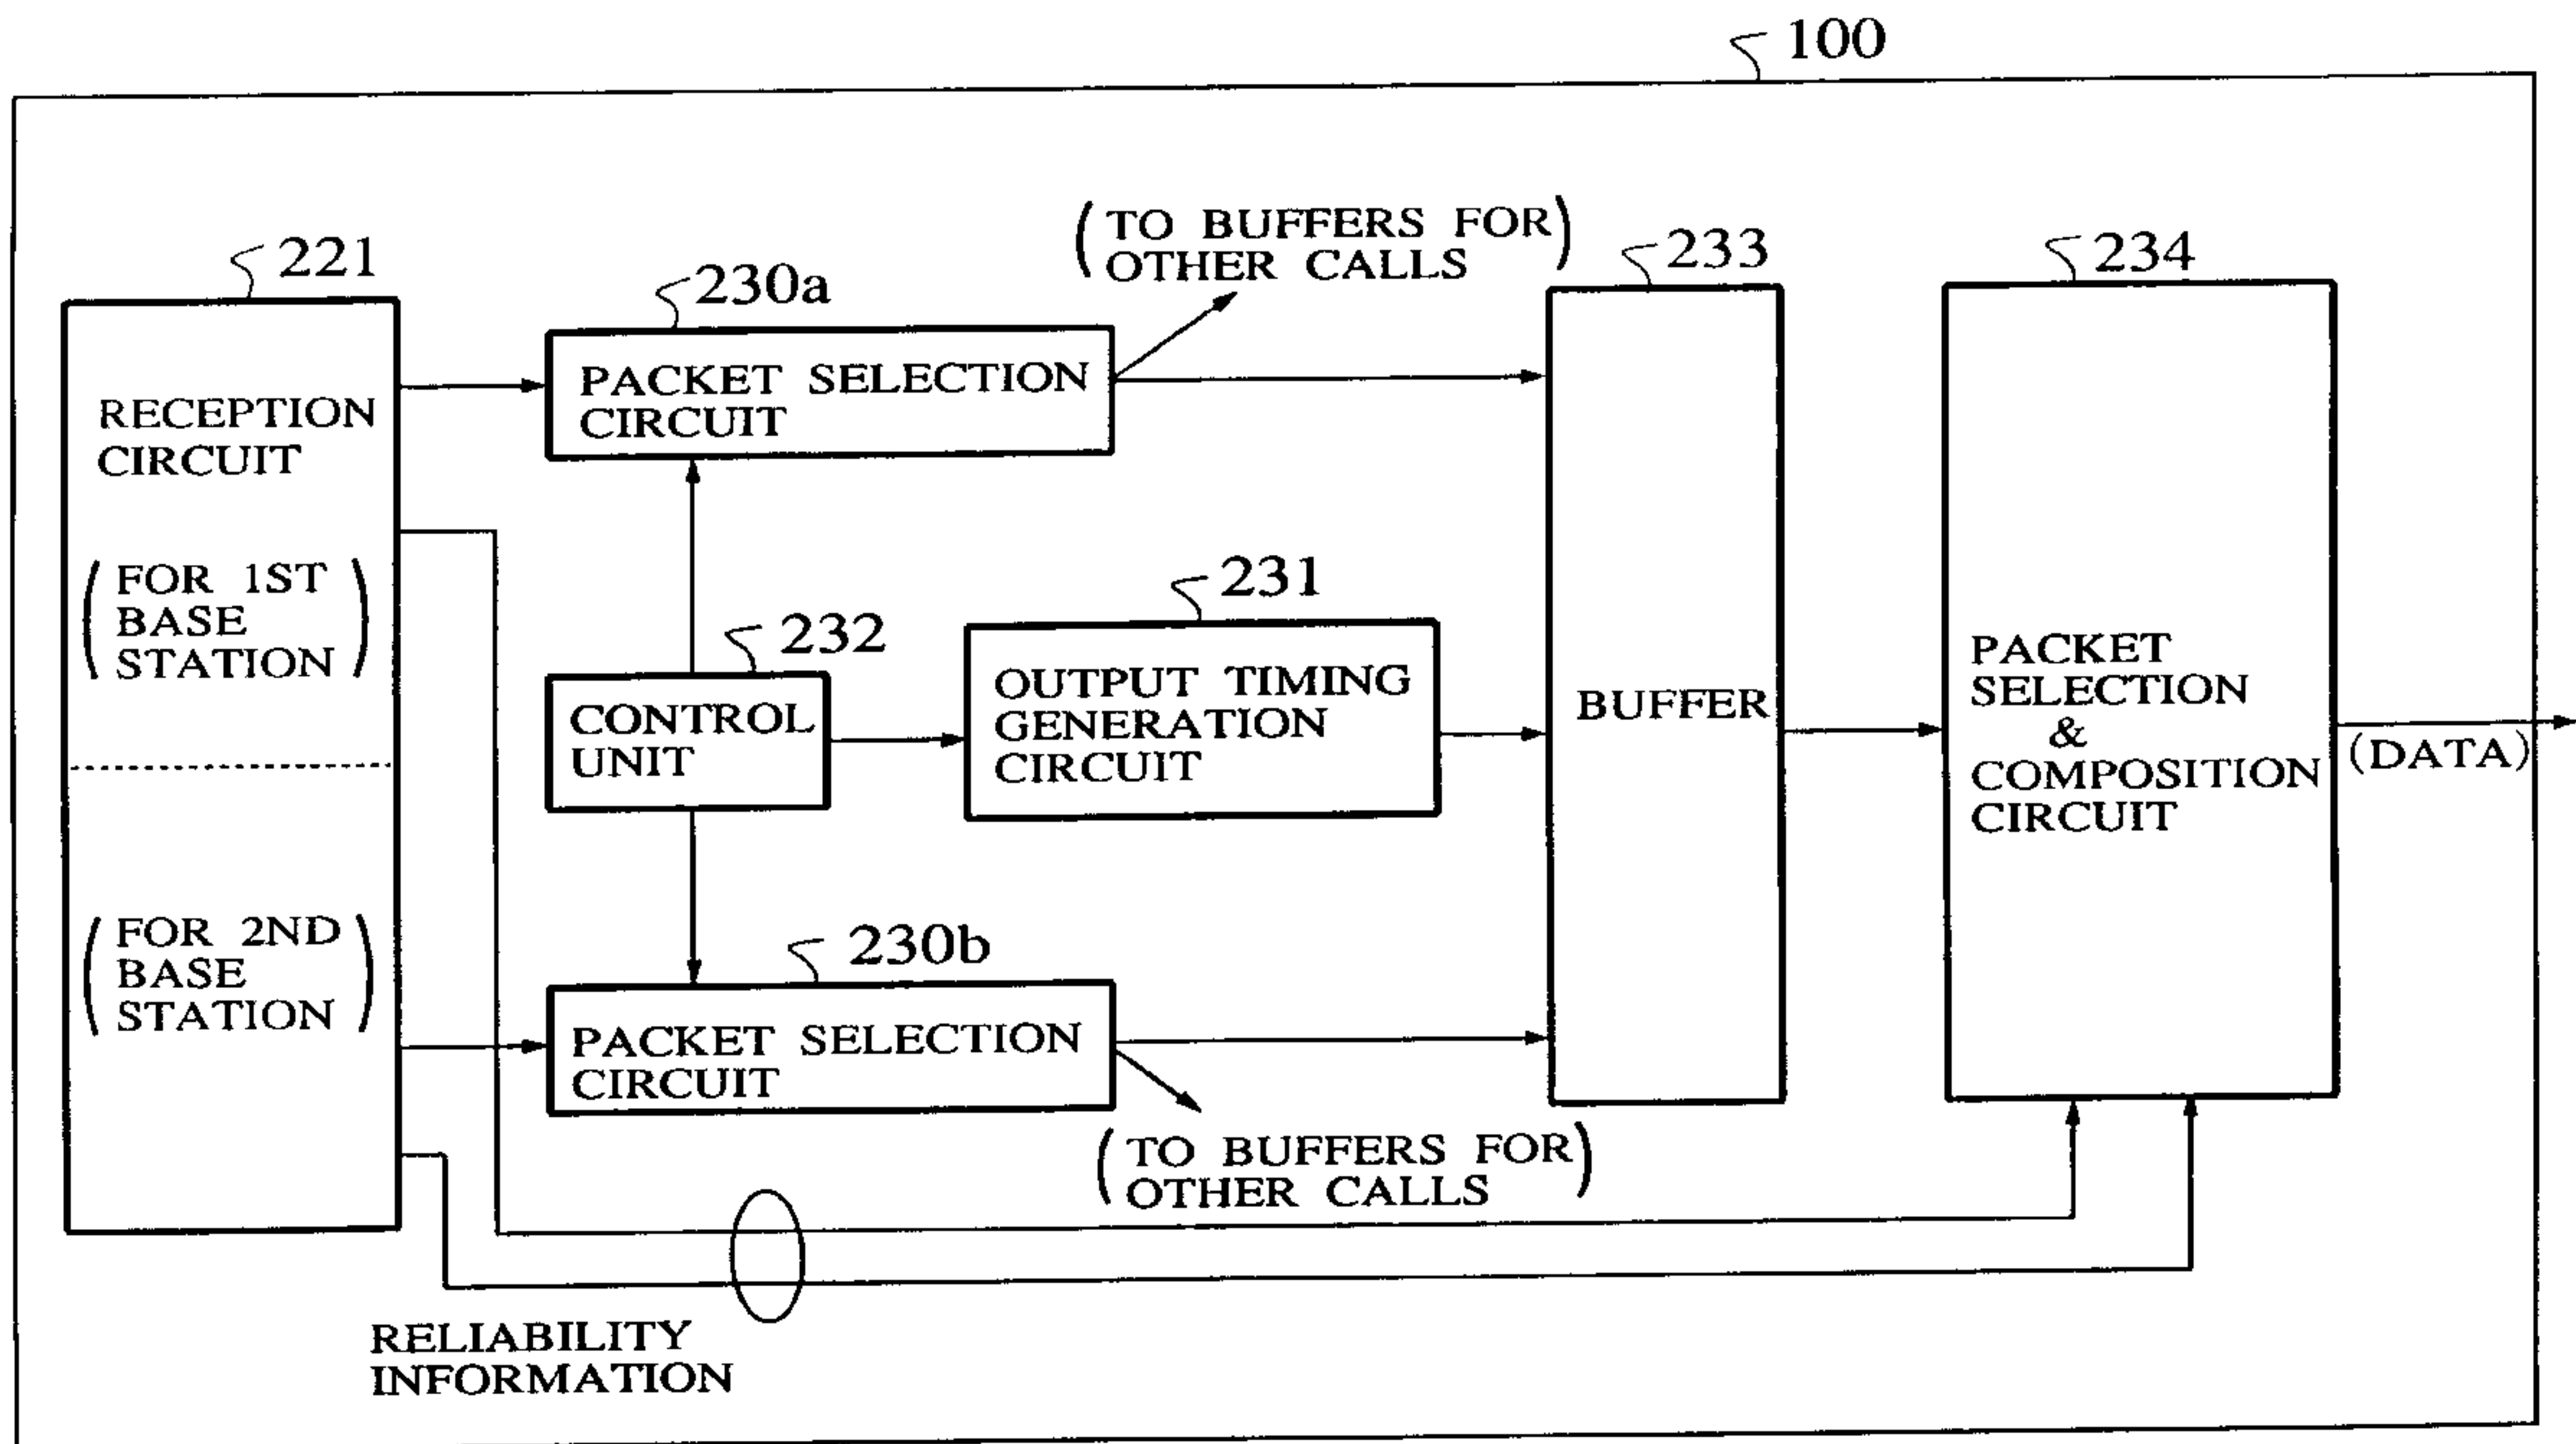 100
(TO BUFFERS FOR
OTHER CALLS)
221
230a
233
234
RECEPTION
CIRCUIT
(FOR 1ST
BASE
STATION)
(FOR 2ND
BASE
STATION)
PACKET SELECTION
CIRCUIT
232
CONTROL
UNIT
231
OUTPUT TIMING
GENERATION
CIRCUIT
BUFFER
PACKET
SELECTION
&
COMPOSITION
CIRCUIT
(DATA)
230b
PACKET SELECTION
CIRCUIT
(TO BUFFERS FOR
OTHER CALLS)
RELIABILITY
INFORMATION